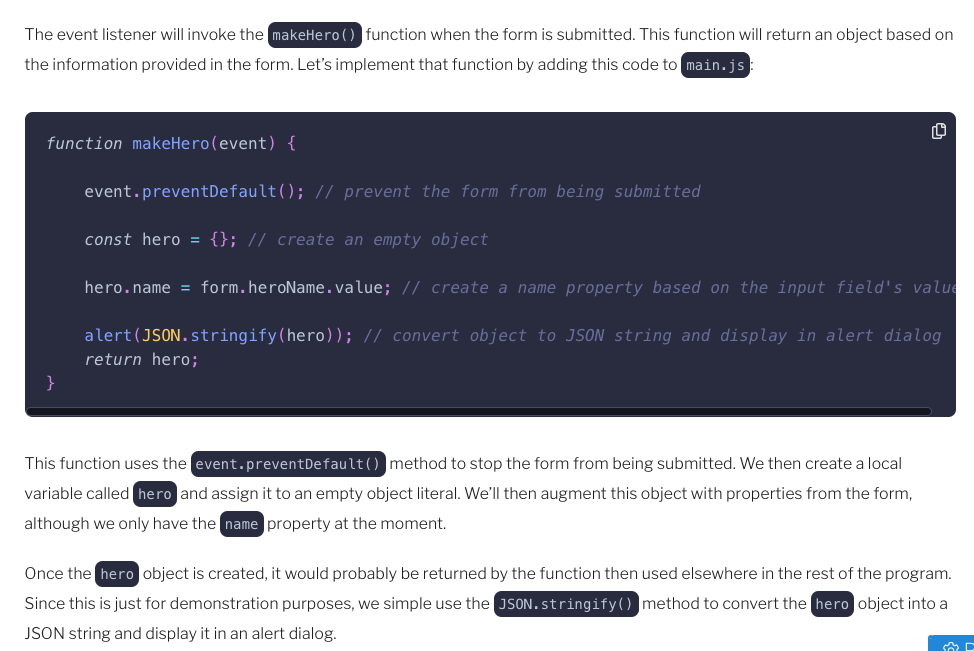 The event listener will invoke the makeHero() function when the form is submitted. This function will return an object based on
the information provided in the form. Let's implement that function by adding this code to main.js:
function makeHero(event) {
event.preventDefault(); // prevent the form from being submitted
const hero = {}; // create an empty object
hero.name = form.heroName.value; // create a name property based on the input field's value
alert(JSON.stringify(hero)); // convert object to JSON string and display in alert dialog
return hero;
}
This function uses the event.preventDefault() method to stop the form from being submitted. We then create a local
variable called hero and assign it to an empty object literal. We'll then augment this object with properties from the form,
although we only have the name property at the moment.
Once the hero object is created, it would probably be returned by the function then used elsewhere in the rest of the program.
Since this is just for demonstration purposes, we simple use the JSON.stringify() method to convert the hero object into a
JSON string and display it in an alert dialog.